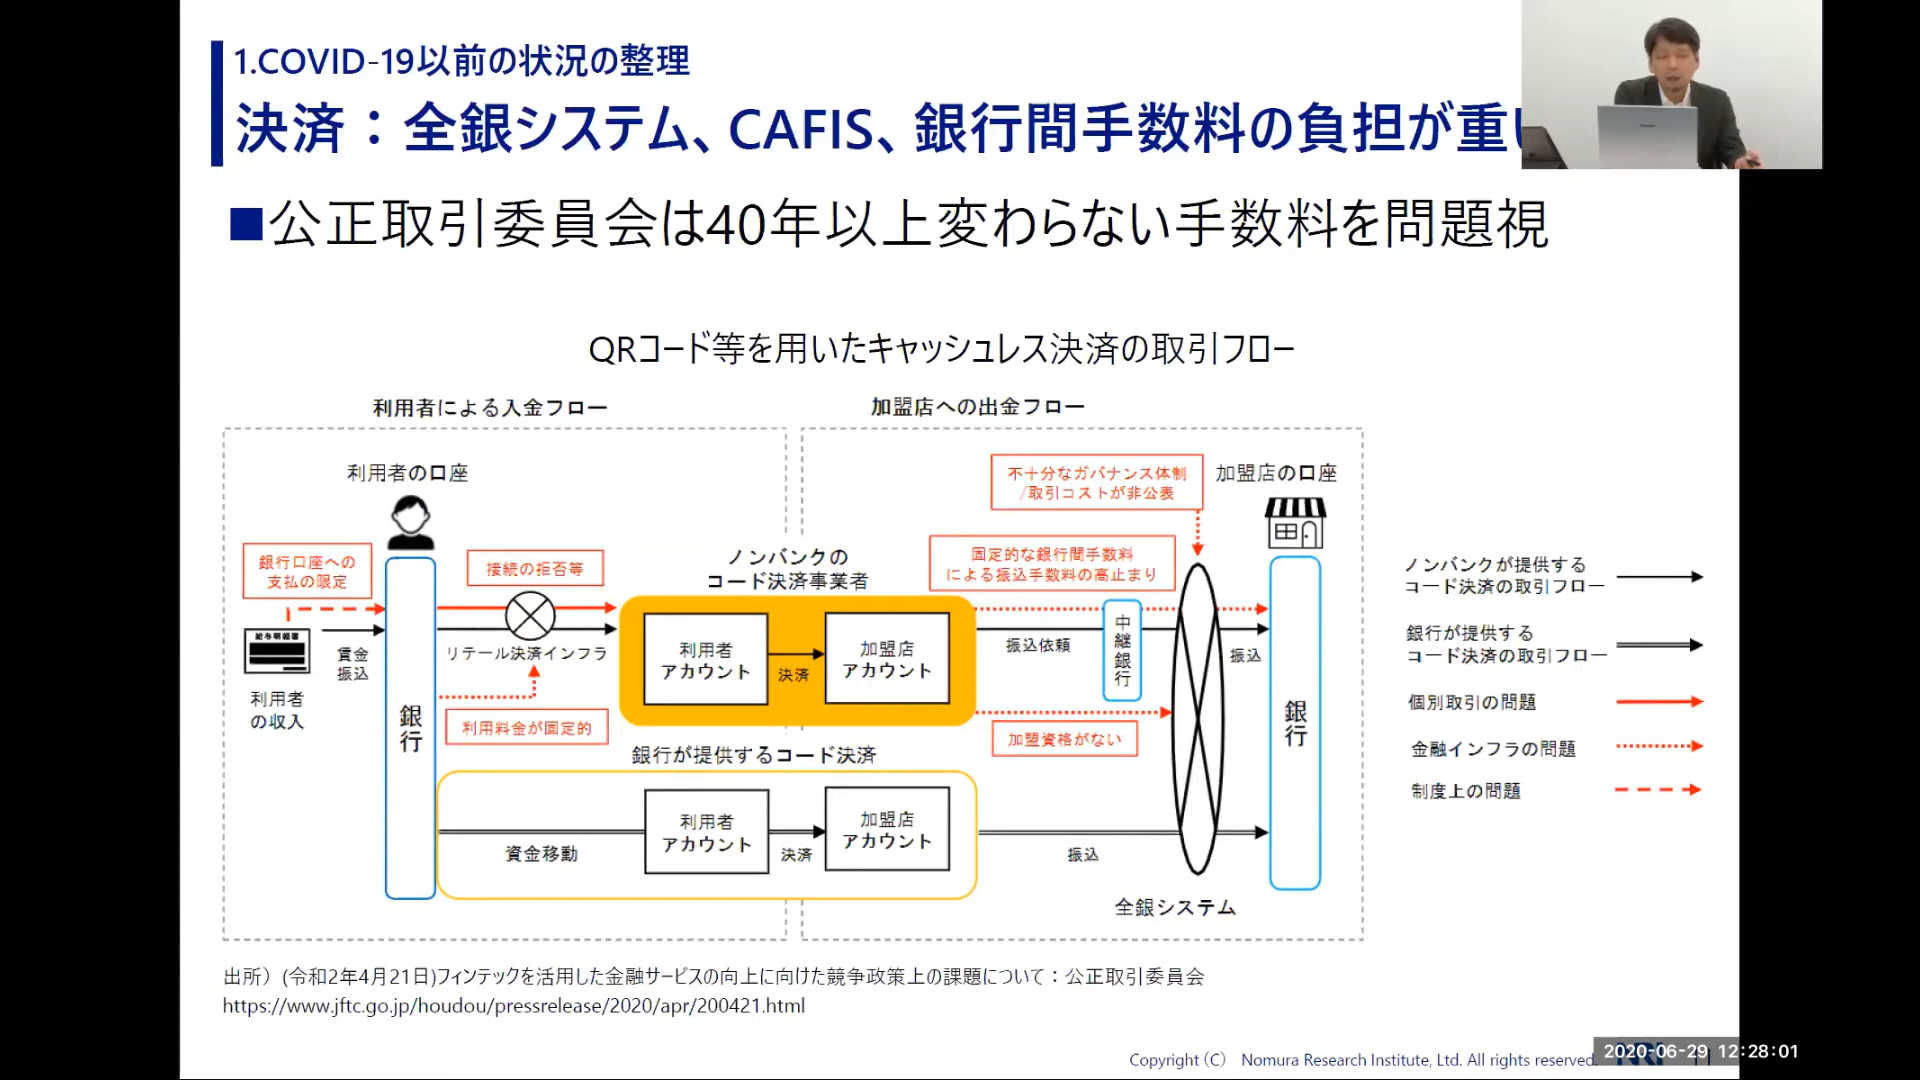 1.COVID-19以前の状況の整理
決済：全銀システム、CAFIS、銀行間手数料の負担が重
■公正取引委員会は40年以上変わらない手数料を問題視
QRコード等を用いたキャッシュレス決済の取引フロー
利用者による入金フロー
加盟店への出金フロー
利用者の口座
不十分なガバナンス体制
/取引コストが非公表
加盟店の口座
銀行口座への
支払の限定
接続の拒否等
ノンバンクの
コード決済事業者
固定的な銀行間手数料
による振込手数料の高止まり
給与明細書
賃金
振込
利用者
の収入
リテール決済インフラ
利用料金が固定的
銀行
利用者
アカウント
決済
加盟店
アカウント
振込依頼
中継銀行
振込
加盟資格がない
銀行
銀行が提供するコード決済
資金移動
利用者
アカウント
決済
加盟店
アカウント
振込
全銀システム
ノンバンクが提供する
コード決済の取引フロー
銀行が提供する
コード決済の取引フロー
個別取引の問題
金融インフラの問題
制度上の問題
出所）(令和2年4月21日)フィンテックを活用した金融サービスの向上に向けた競争政策上の課題について：公正取引委員会
https://www.jftc.go.jp/houdou/pressrelease/2020/apr/200421.html
Copyright（C） Nomura Research Institute, Ltd. All rights reserved.
2020-06-29 12:28:01